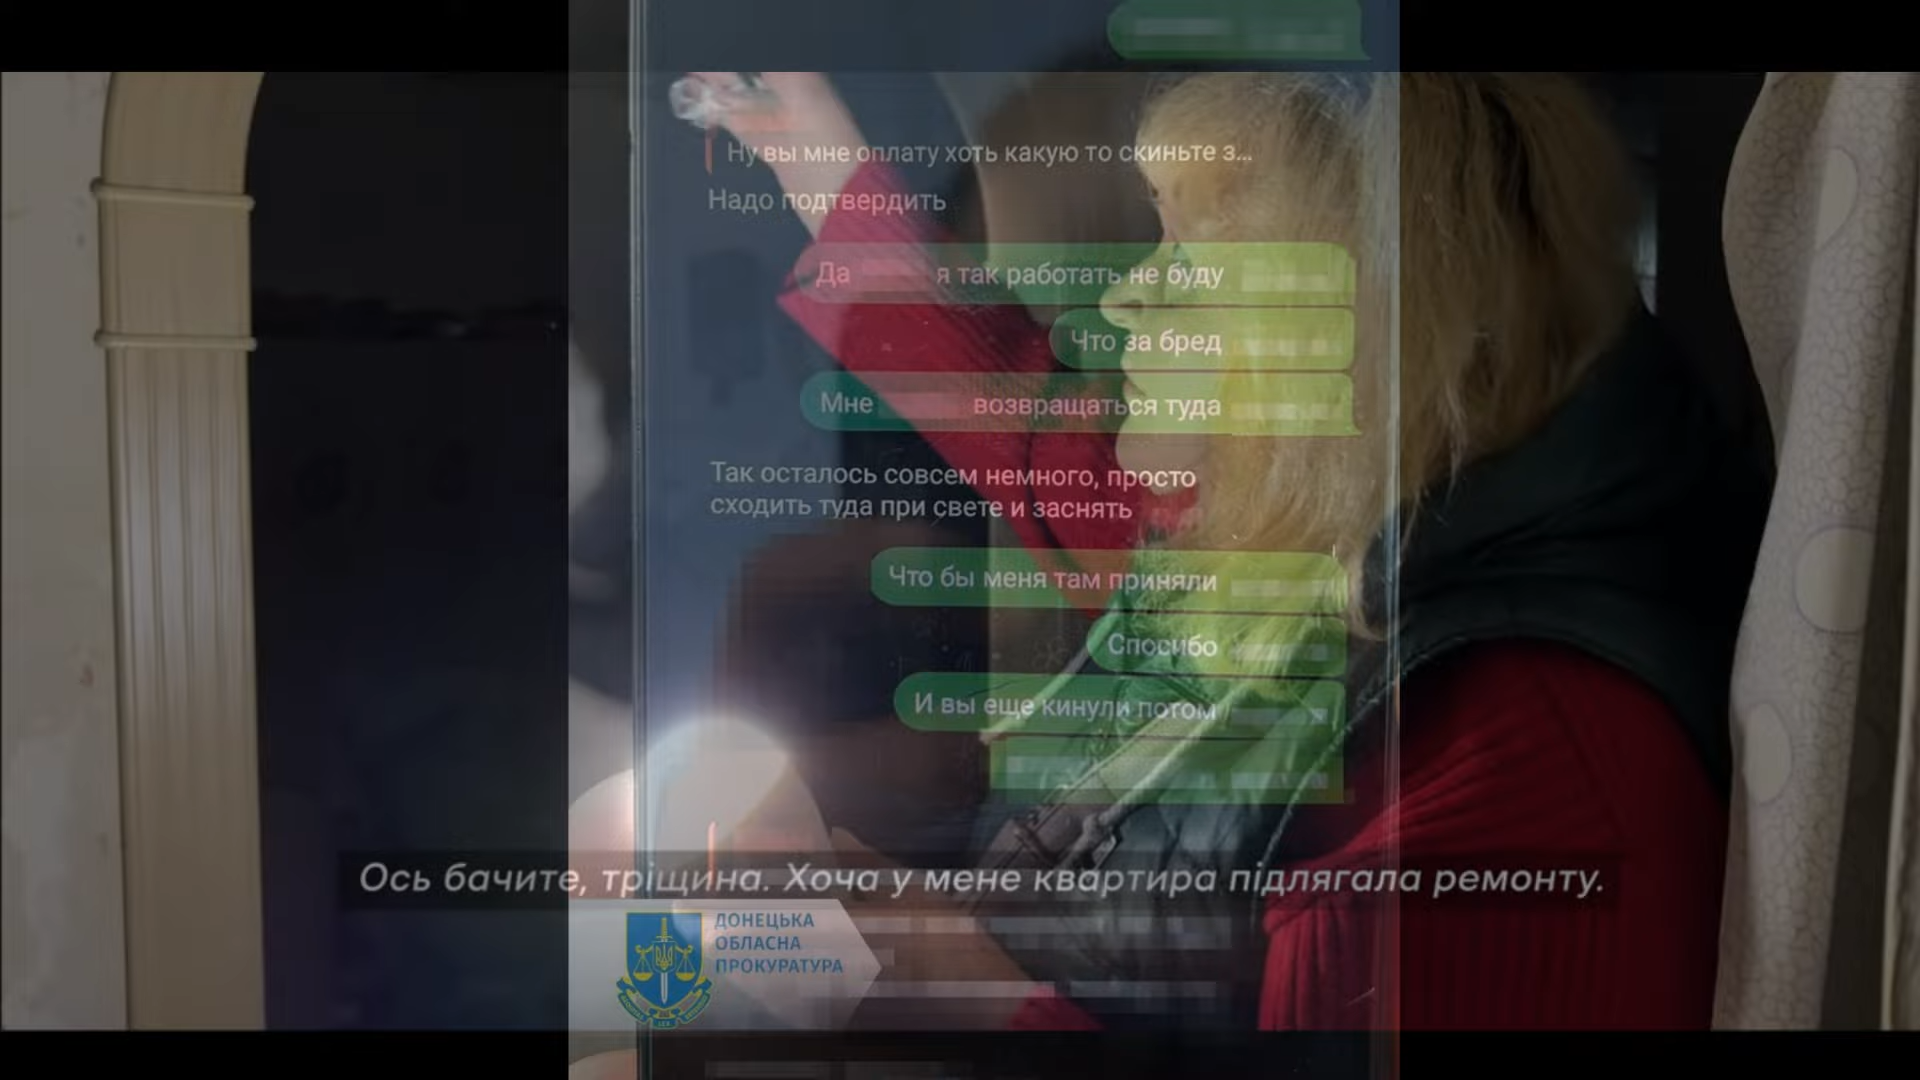 Ну вы мне оплату хоть какую то скиньте з...
Надо подтвердить
Да я так работать не буду
Что за бред
Мне возвращаться туда
Так осталось совсем немного, просто
сходить туда при свете и заснять
Что бы меня там приняли
Спосибо
И вы еще кинули потом
Ось бачите, тріщина. Хоча у мене квартира підлягала ремонту.
ДОНЕЦЬКА
ОБЛАСНА
ПРОКУРАТУРА